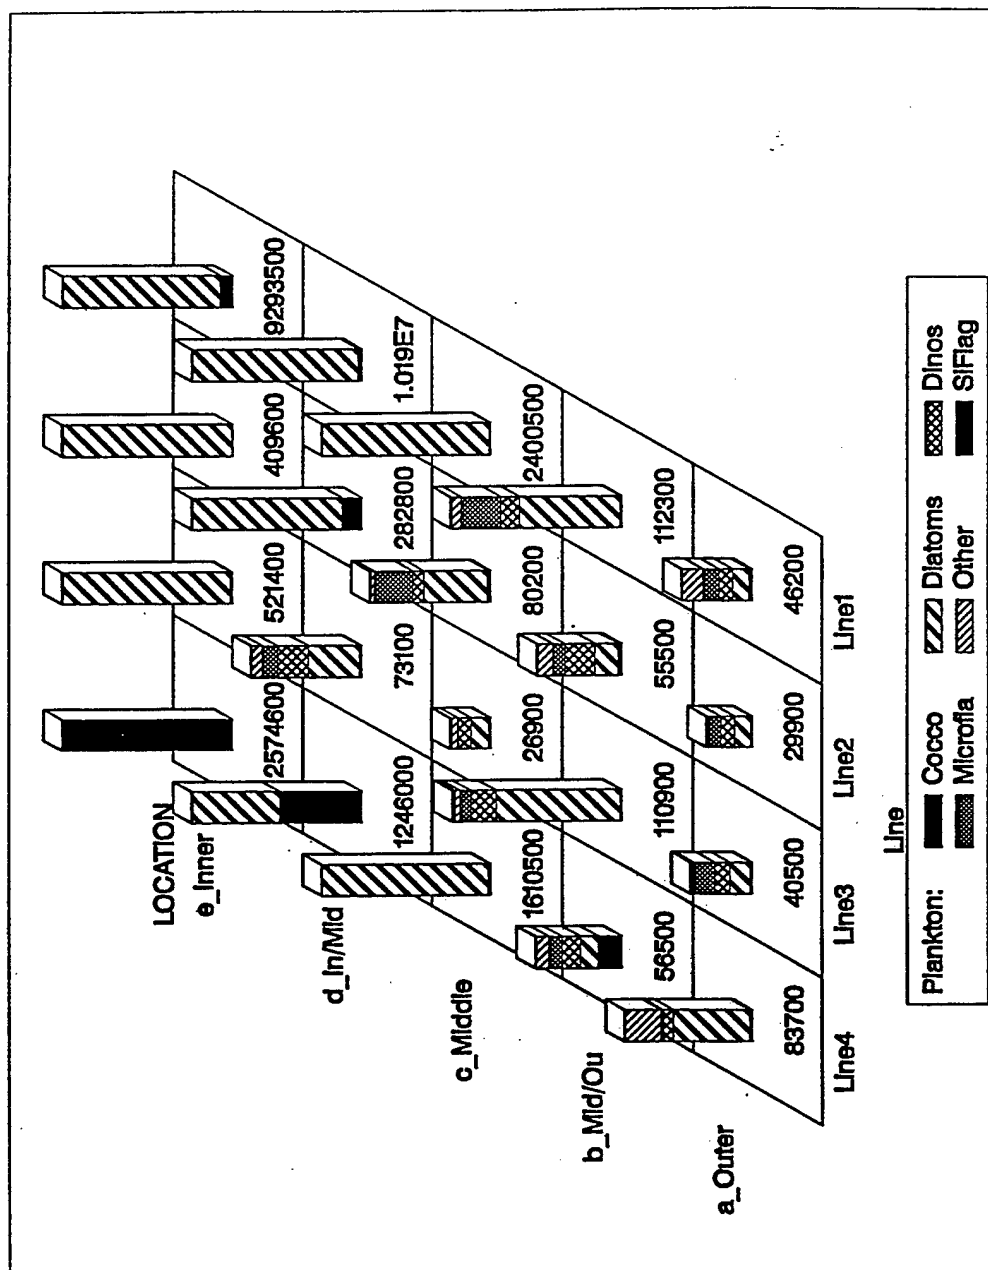 LOCATION
e_Inner
2574600 521400 409600 9293500
d_In/Mid
1246000 73100 282800 1.019E7
c_Middle
1610500 26900 80200 2400500
b_Mid/Ou
56500 110900 55500 112300
a_Outer
83700 40500 29900 46200
Line4 Line3 Line2 Line1
Line
Plankton: Cocco Diatoms Dinos
Microfla Other SiFlag